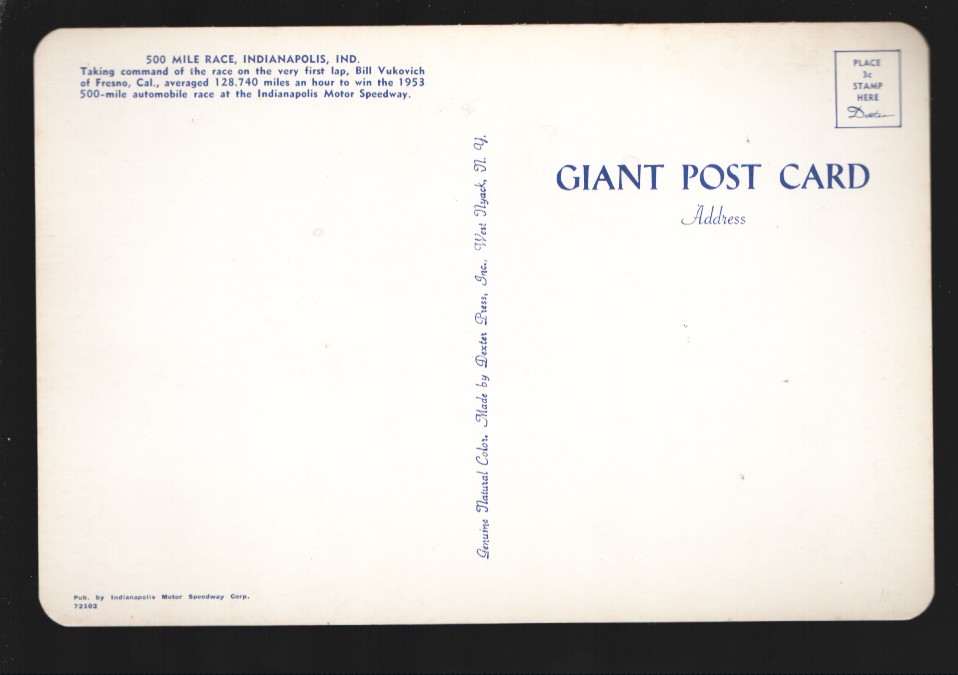 500 MILE RACE, INDIANAPOLIS, IND.
Taking command of the race on the very first lap, Bill Vukovich
of Fresno, Cal., averaged 128.740 miles an hour to win the 1953
500-mile automobile race at the Indianapolis Motor Speedway.
PLACE
3c
STAMP
HERE
Dexter
GIANT POST CARD
Address
Genuine Natural Color. Made by Dexter Press, Inc., West Nyack, N. Y.
Pub. by Indianapolis Motor Speedway Corp.
72102